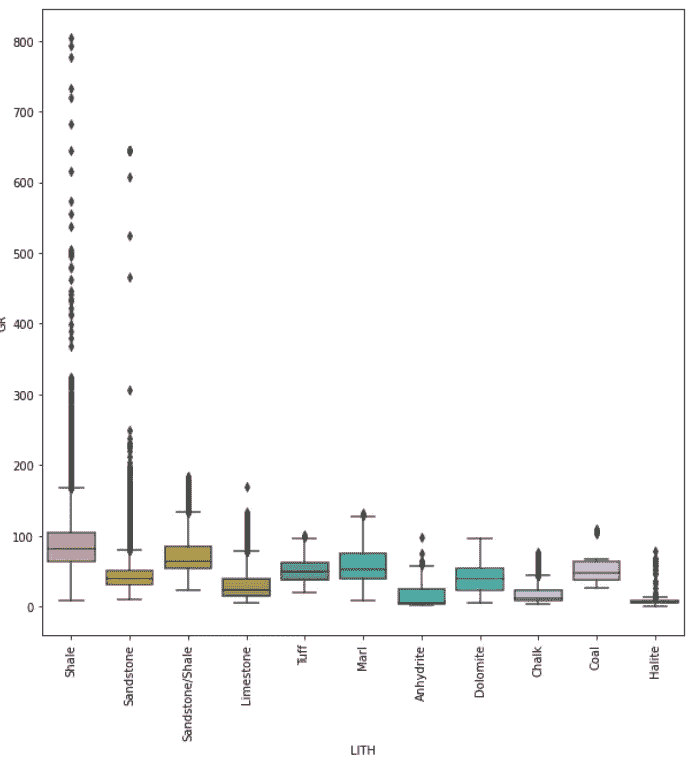 800
700
600
500
400
300
200
100
0
GR
Shale
Sandstone
Sandstone/Shale
Limestone
Tuff
Marl
Anhydrite
Dolomite
Chalk
Coal
Halite
LITH